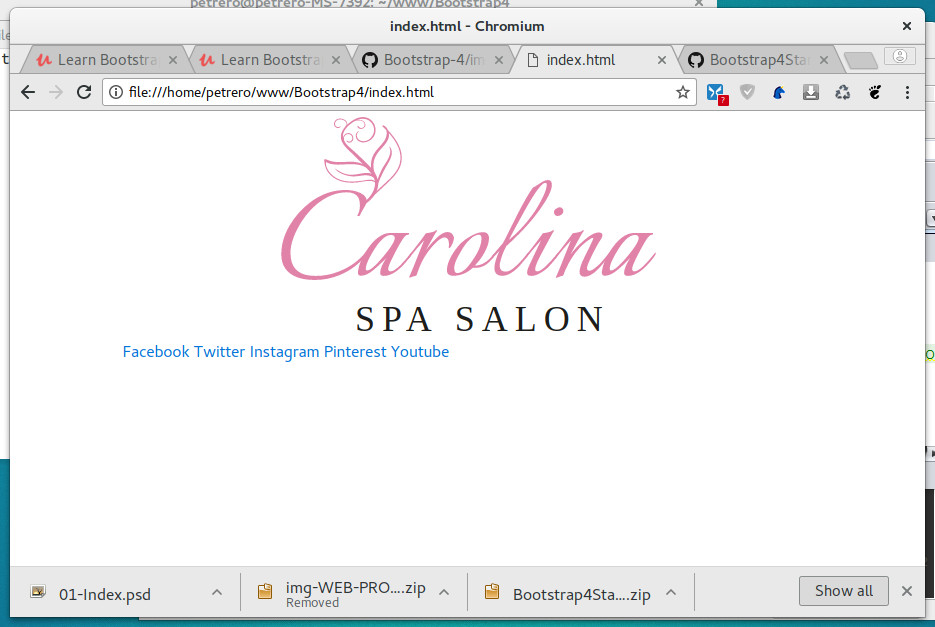 petrero@petrero-MS-7392: ~/www/Bootstrap4
index.html - Chromium
Learn Bootstra
Learn Bootstra
Bootstrap-4/im
index.html
Bootstrap4Sta
file:///home/petrero/www/Bootstrap4/index.html
Carolina
SPA SALON
Facebook Twitter Instagram Pinterest Youtube
01-Index.psd
img-WEB-PRO....zip
Removed
Bootstrap4Sta....zip
Show all